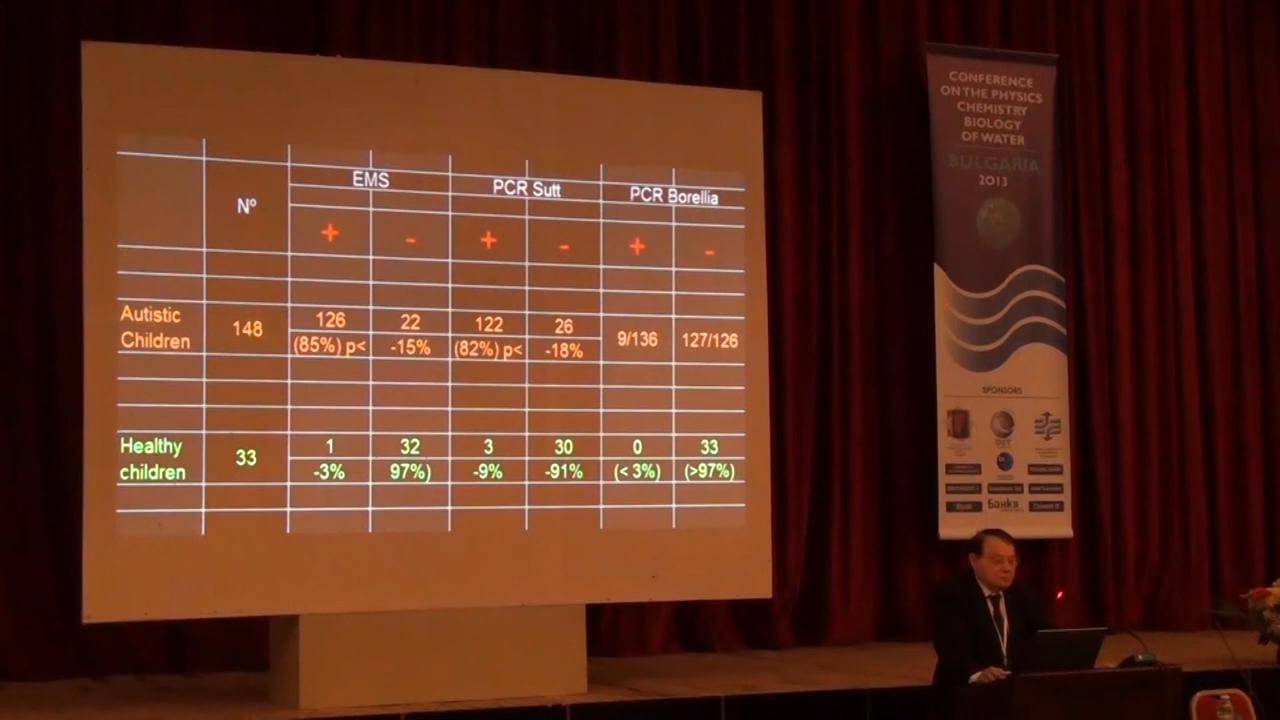 Nº
EMS
PCR Sutt
PCR Borellia
+ - + - + -
Autistic
Children
148
126 22 122 26
(85%) p< -15% (82%) p< -18%
9/136 127/126
Healthy
children
33
1 32 3 30 0 33
-3% 97%) -9% -91% (< 3%) (>97%)
CONFERENCE
ON THE PHYSICS
CHEMISTRY
BIOLOGY
OF WATER
BULGARIA
2013
SPONSORS
Банкя